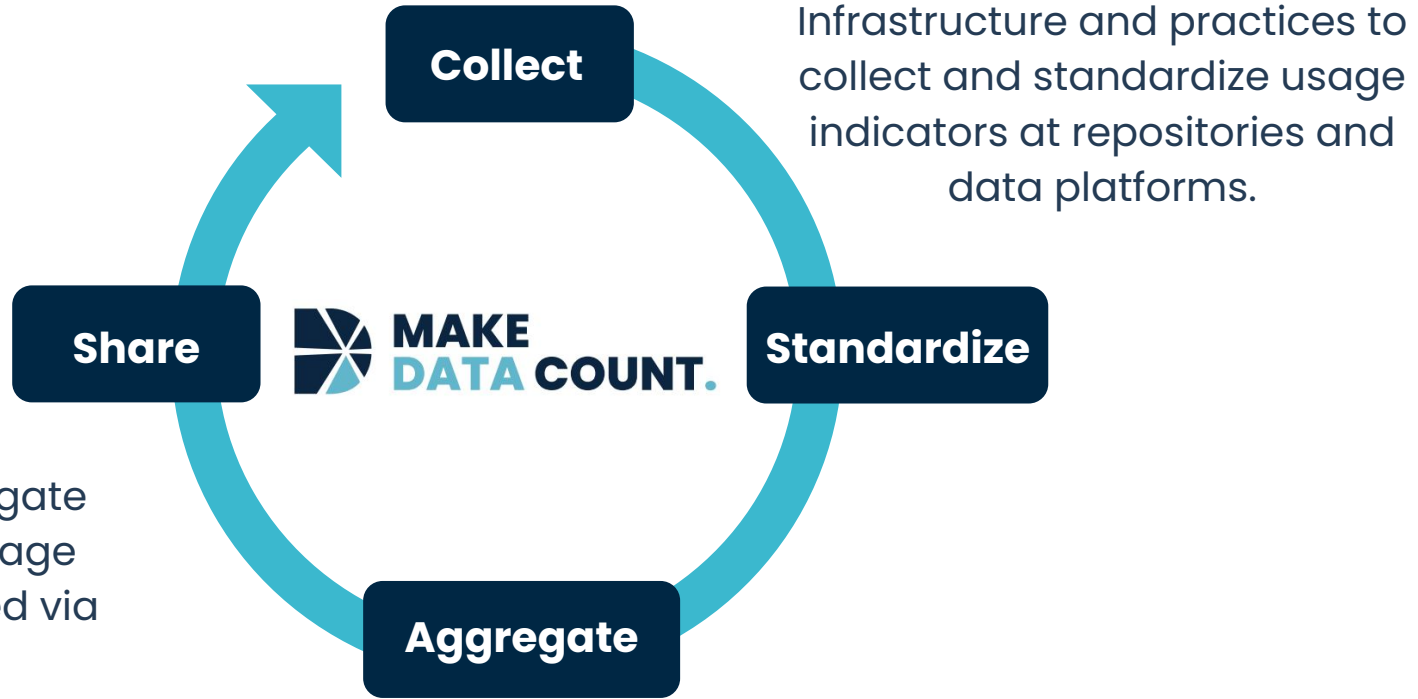 Collect
Infrastructure and practices to
collect and standardize usage
indicators at repositories and
data platforms.
Share
MAKE
DATA COUNT.
Standardize
gate
age
ed via
Aggregate